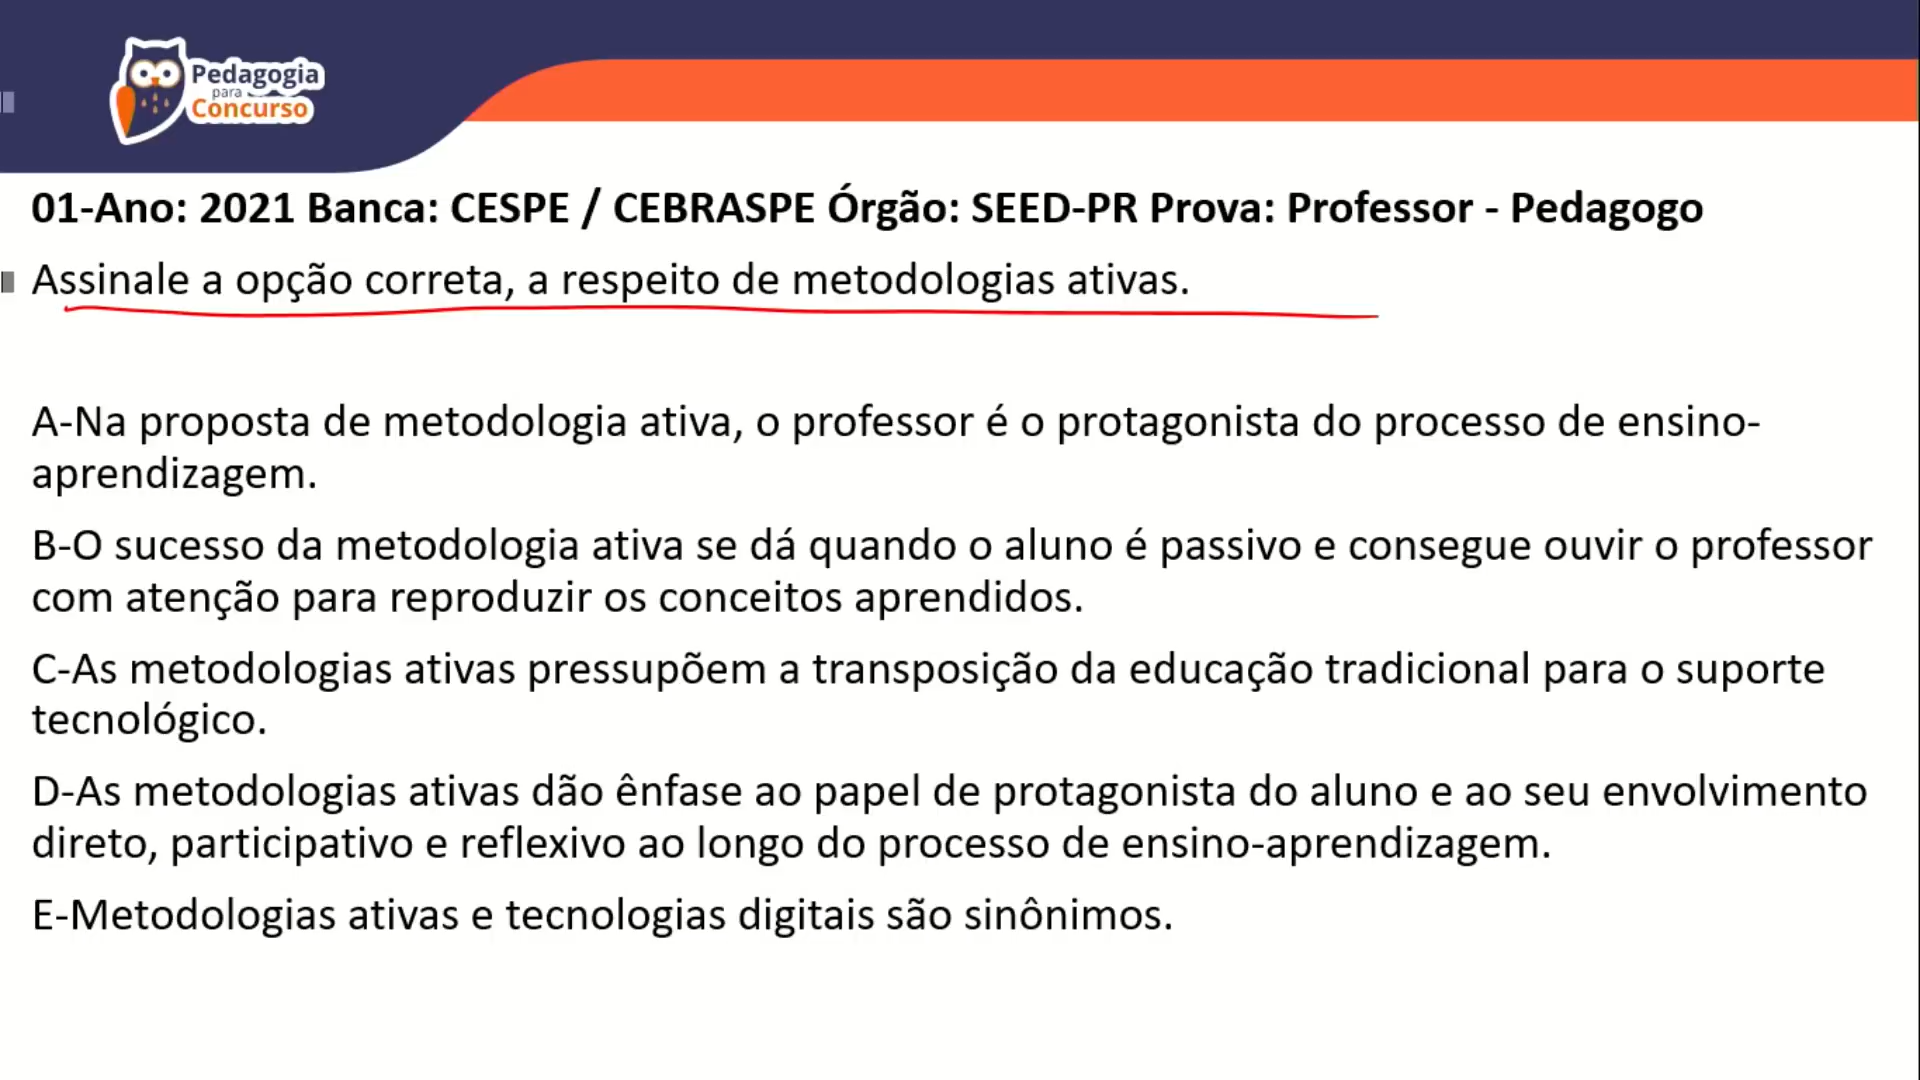 Pedagogia
para
Concurso
01-Ano: 2021 Banca: CESPE / CEBRASPE Órgão: SEED-PR Prova: Professor - Pedagogo
Assinale a opção correta, a respeito de metodologias ativas.
A-Na proposta de metodologia ativa, o professor é o protagonista do processo de ensino-
aprendizagem.
B-O sucesso da metodologia ativa se dá quando o aluno é passivo e consegue ouvir o professor
com atenção para reproduzir os conceitos aprendidos.
C-As metodologias ativas pressupõem a transposição da educação tradicional para o suporte
tecnológico.
D-As metodologias ativas dão ênfase ao papel de protagonista do aluno e ao seu envolvimento
direto, participativo e reflexivo ao longo do processo de ensino-aprendizagem.
E-Metodologias ativas e tecnologias digitais são sinônimos.